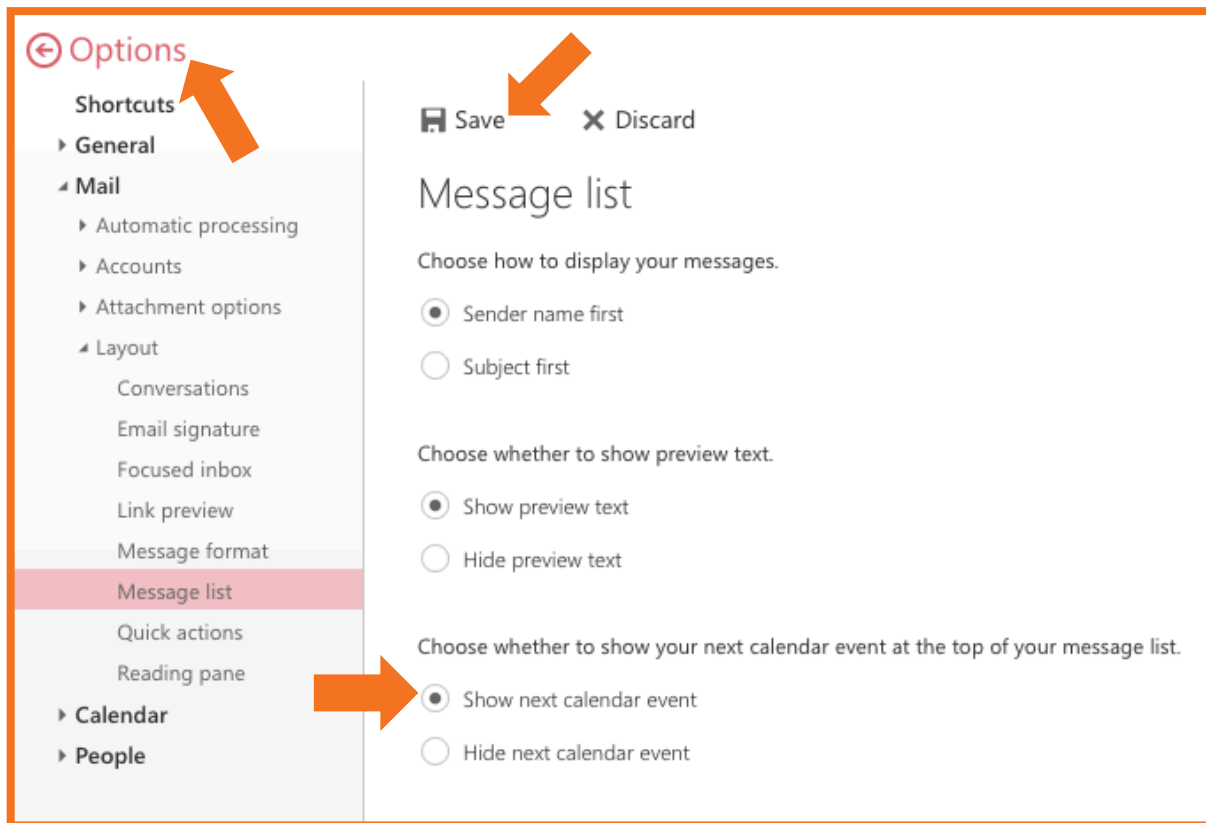 Options
Shortcuts
General
Mail
Automatic processing
Accounts
Attachment options
Layout
Conversations
Email signature
Focused inbox
Link preview
Message format
Message list
Quick actions
Reading pane
Calendar
People
Save Discard
Message list
Choose how to display your messages.
Sender name first
Subject first
Choose whether to show preview text.
Show preview text
Hide preview text
Choose whether to show your next calendar event at the top of your message list.
Show next calendar event
Hide next calendar event